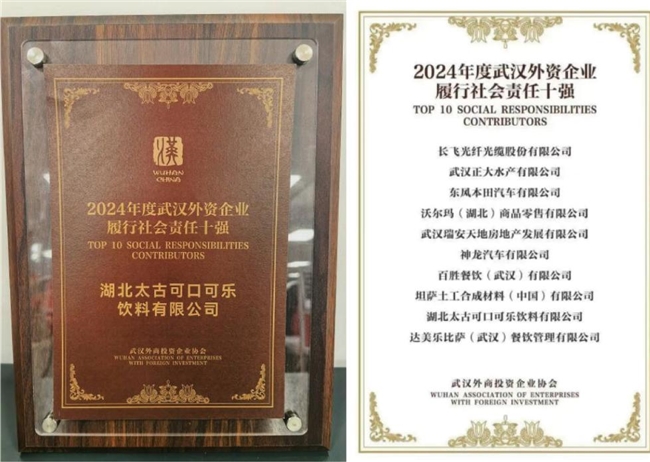 漢
WUHAN
CHINA
2024年度武汉外资企业
履行社会责任十强
TOP 10 SOCIAL RESPONSIBILITIES
CONTRIBUTORS
湖北太古可口可乐
饮料有限公司
武汉外商投资企业协会
WUHAN ASSOCIATION OF ENTERPRISES
WITH FOREIGN INVESTMENT
2024年度武汉外资企业
履行社会责任十强
TOP 10 SOCIAL RESPONSIBILITIES
CONTRIBUTORS
长飞光纤光缆股份有限公司
武汉正大水产有限公司
东风本田汽车有限公司
沃尔玛（湖北）商品零售有限公司
武汉瑞安天地房地产发展有限公司
神龙汽车有限公司
百胜餐饮（武汉）有限公司
坦萨土工合成材料（中国）有限公司
湖北太古可口可乐饮料有限公司
达美乐比萨（武汉）餐饮管理有限公司
武汉外商投资企业协会
WUHAN ASSOCIATION OF ENTERPRISES
WITH FOREIGN INVESTMENT